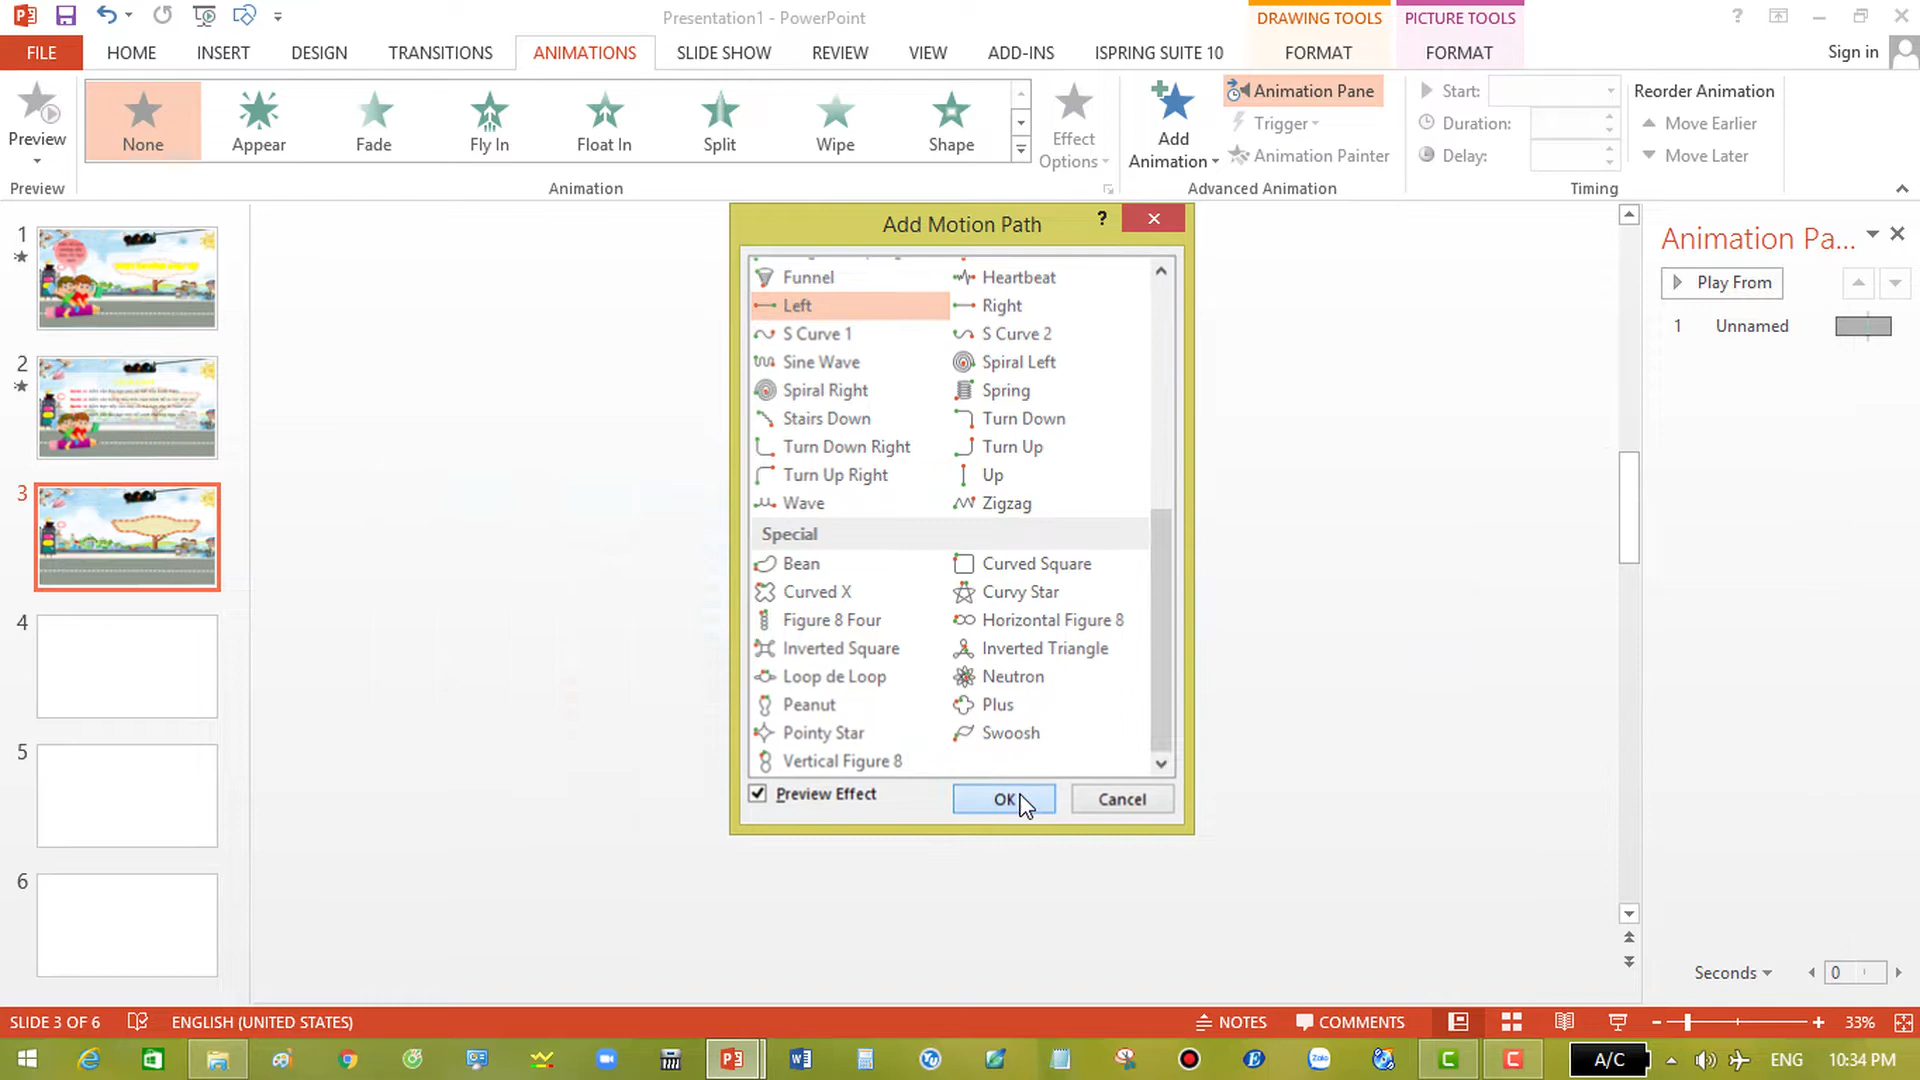 Presentation1 - PowerPoint
DRAWING TOOLS
PICTURE TOOLS
FILE
HOME
INSERT
DESIGN
TRANSITIONS
ANIMATIONS
SLIDE SHOW
REVIEW
VIEW
ADD-INS
ISPRING SUITE 10
FORMAT
FORMAT
Sign in
Preview
None
Appear
Fade
Fly In
Float In
Split
Wipe
Shape
Effect
Options
Add
Animation
Animation Pane
Trigger
Animation Painter
Start:
Duration:
Delay:
Reorder Animation
Move Earlier
Move Later
Preview
Animation
Advanced Animation
Timing
1
2
3
4
5
6
Add Motion Path
?
Funnel
Heartbeat
Left
Right
S Curve 1
S Curve 2
Sine Wave
Spiral Left
Spiral Right
Spring
Stairs Down
Turn Down
Turn Down Right
Turn Up
Turn Up Right
Up
Wave
Zigzag
Special
Bean
Curved Square
Curved X
Curvy Star
Figure 8 Four
Horizontal Figure 8
Inverted Square
Inverted Triangle
Loop de Loop
Neutron
Peanut
Plus
Pointy Star
Swoosh
Vertical Figure 8
Preview Effect
OK
Cancel
Animation Pa...
Play From
1 Unnamed
Seconds
0
SLIDE 3 OF 6
ENGLISH (UNITED STATES)
NOTES
COMMENTS
33%
A/C
ENG
10:34 PM